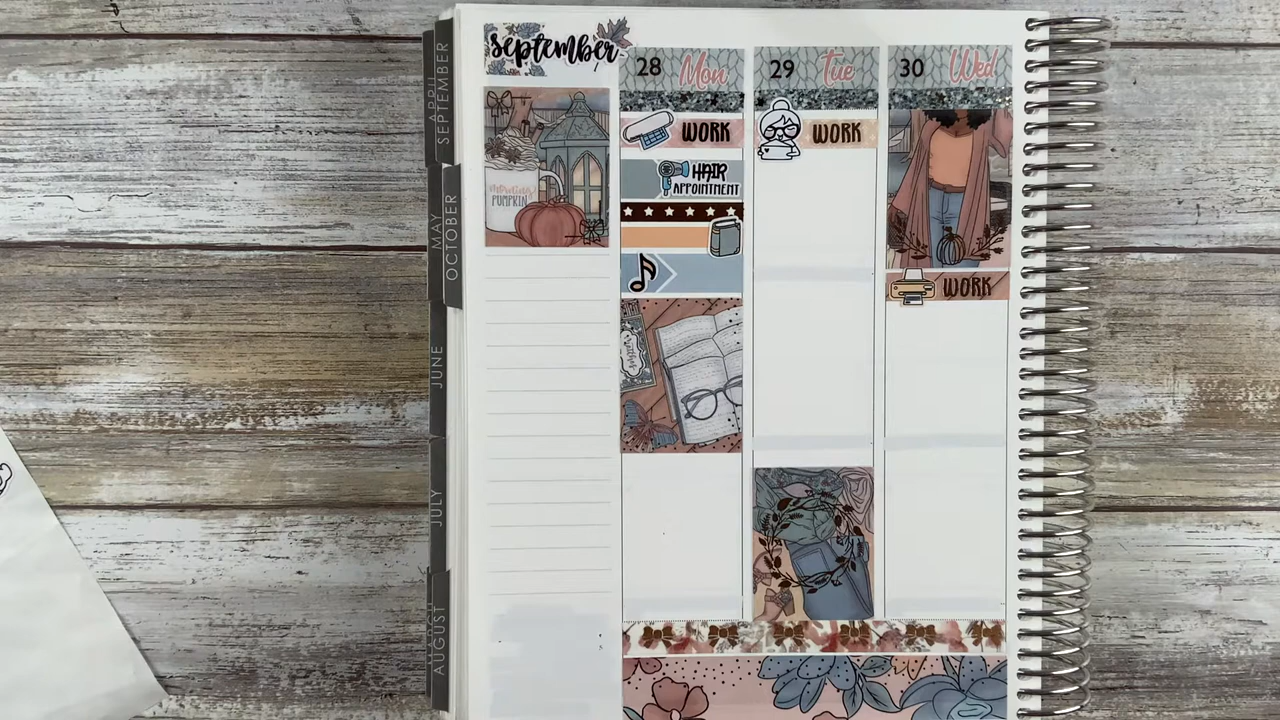 september
28 Mon
29 Tue
30 Wed
WORK
WORK
HAIR
APPOINTMENT
PUMPKIN
WORK
APRIL
SEPTEMBER
MAY
OCTOBER
JUNE
JULY
MARCH
AUGUST